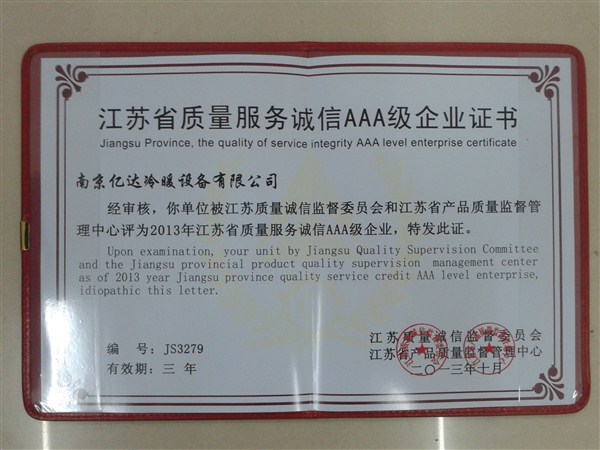 江苏省质量服务诚信AAA级企业证书
Jiangsu Province, the quality of service integrity AAA level enterprise certificate
南京亿达冷暖设备有限公司
经审核，你单位被江苏质量诚信监督委员会和江苏省产品质量监督管
理中心评为2013年江苏省质量服务诚信AAA级企业，特发此证。
Upon examination, your unit by Jiangsu Quality Supervision Committee
and the Jiangsu provincial product quality supervision management center
as of 2013 year Jiangsu province quality service credit AAA level enterprise,
idiopathic this letter.
编 号：JS3279
有效期：三 年
江苏质量诚信监督委员会
江苏省产品质量监督管理中心
二〇一三年十月